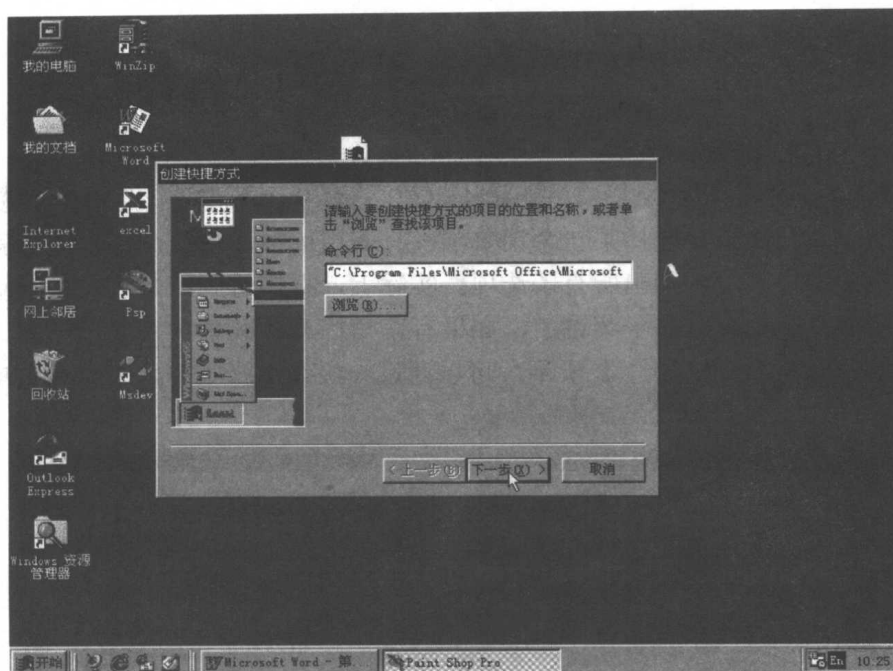 我的电脑
WinZip
我的文档
Microsoft
Word
Internet
Explorer
excel
网上邻居
Psp
回收站
Msdev
Outlook
Express
Windows 资源
管理器
创建快捷方式
请输入要创建快捷方式的项目的位置和名称，或者单
击“浏览”查找该项目。
命令行(C):
"C:\Program Files\Microsoft Office\Microsoft
浏览(R)...
<上一步(B)
下一步(X) >
取消
开始
Microsoft Word - 第...
Paint Shop Pro
En
10:25